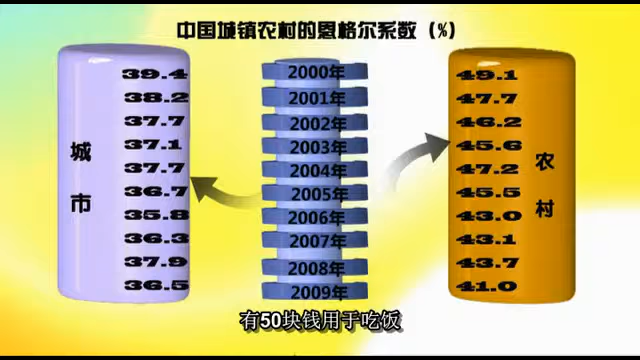 中国城镇农村的恩格尔系数（%）
城市
39.4 2000年 49.1
38.2 2001年 47.7
37.7 2002年 46.2
37.1 2003年 45.6
37.7 2004年 47.2
36.7 2005年 45.5
35.8 2006年 43.0
36.3 2007年 43.1
37.9 2008年 43.7
36.5 2009年 41.0
农村
有50块钱用于吃饭